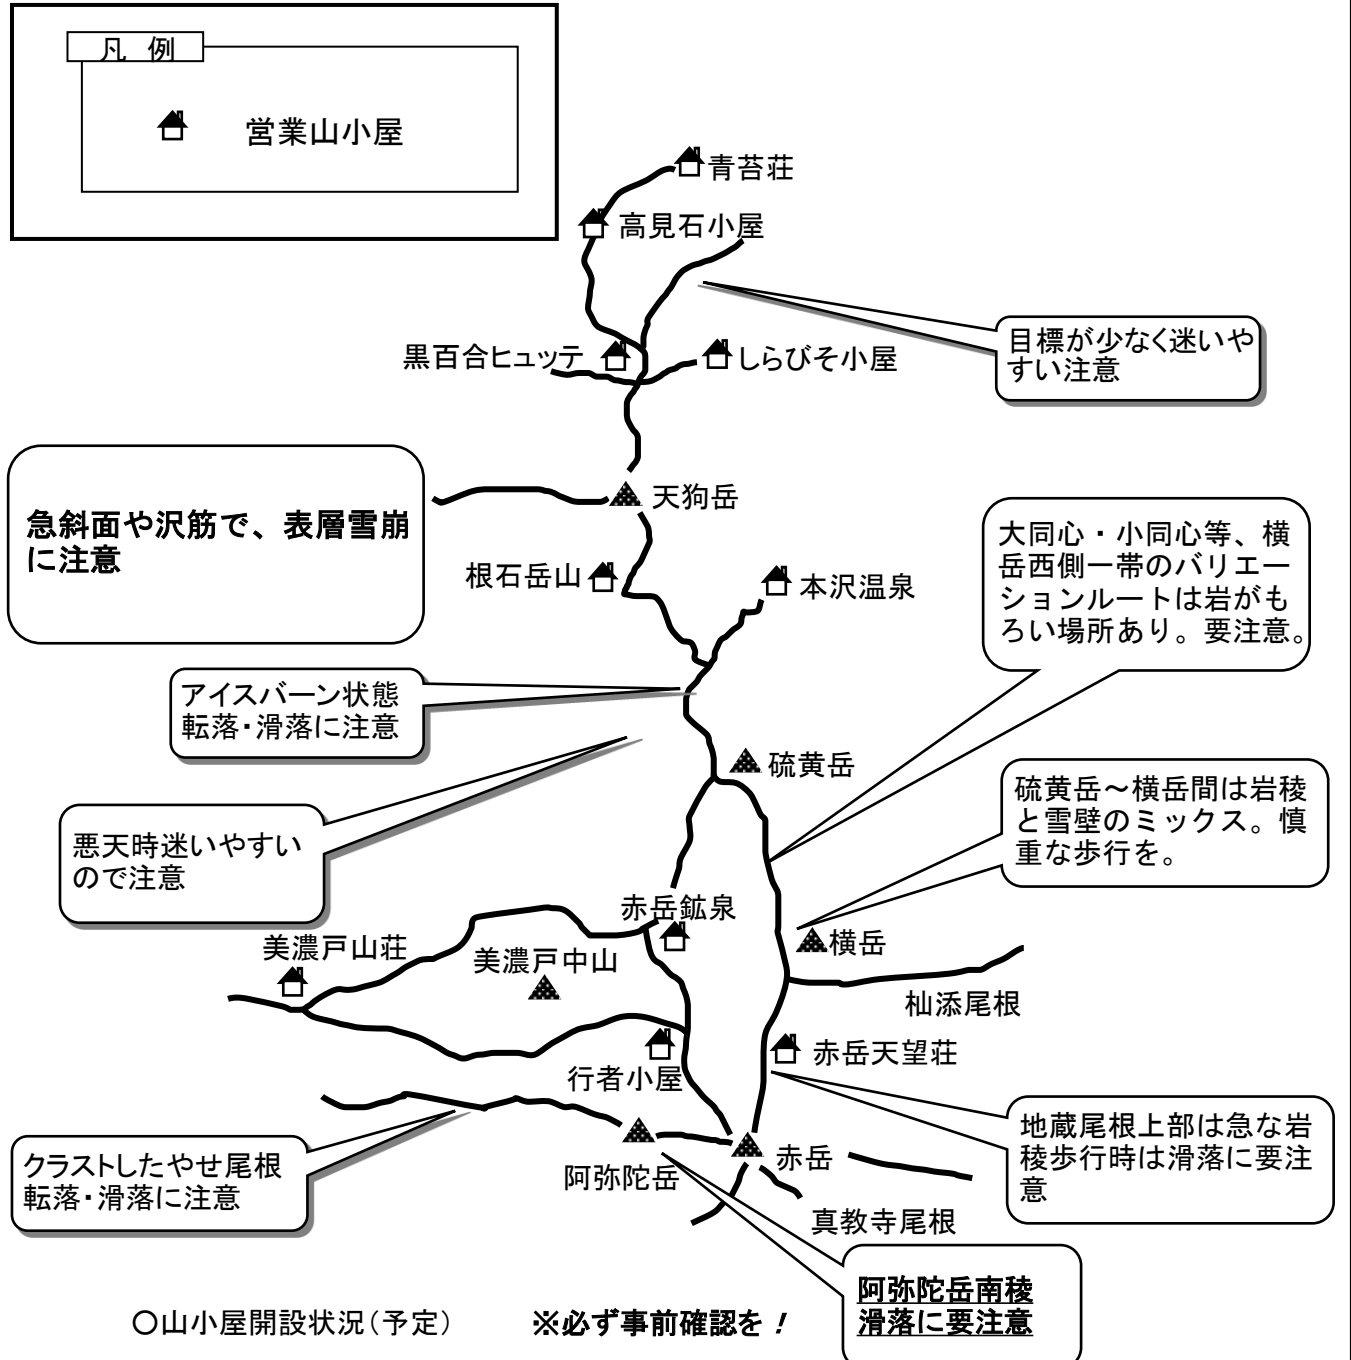 凡 例
営業山小屋
青苔荘
高見石小屋
目標が少なく迷いや
すい注意
黒百合ヒュッテ
しらびそ小屋
急斜面や沢筋で、表層雪崩
に注意
天狗岳
大同心・小同心等、横
岳西側一帯のバリエー
ションルートは岩がも
ろい場所あり。要注意。
根石岳山
本沢温泉
アイスバーン状態
転落・滑落に注意
硫黄岳
硫黄岳～横岳間は岩稜
と雪壁のミックス。慎
重な歩行を。
悪天時迷いやすい
ので注意
赤岳鉱泉
美濃戸山荘
美濃戸中山
横岳
杣添尾根
赤岳天望荘
行者小屋
地蔵尾根上部は急な岩
稜歩行時は滑落に要注
意
クラストしたやせ尾根
転落・滑落に注意
阿弥陀岳
赤岳
真教寺尾根
阿弥陀岳南稜
滑落に要注意
○山小屋開設状況(予定) ※必ず事前確認を！